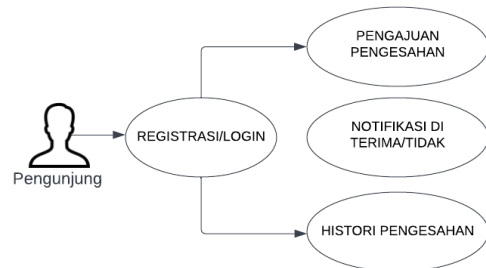 PENGAJUAN
PENGESAHAN
REGISTRASI/LOGIN
NOTIFIKASI DI
TERIMA/TIDAK
Pengunjung
HISTORI PENGESAHAN